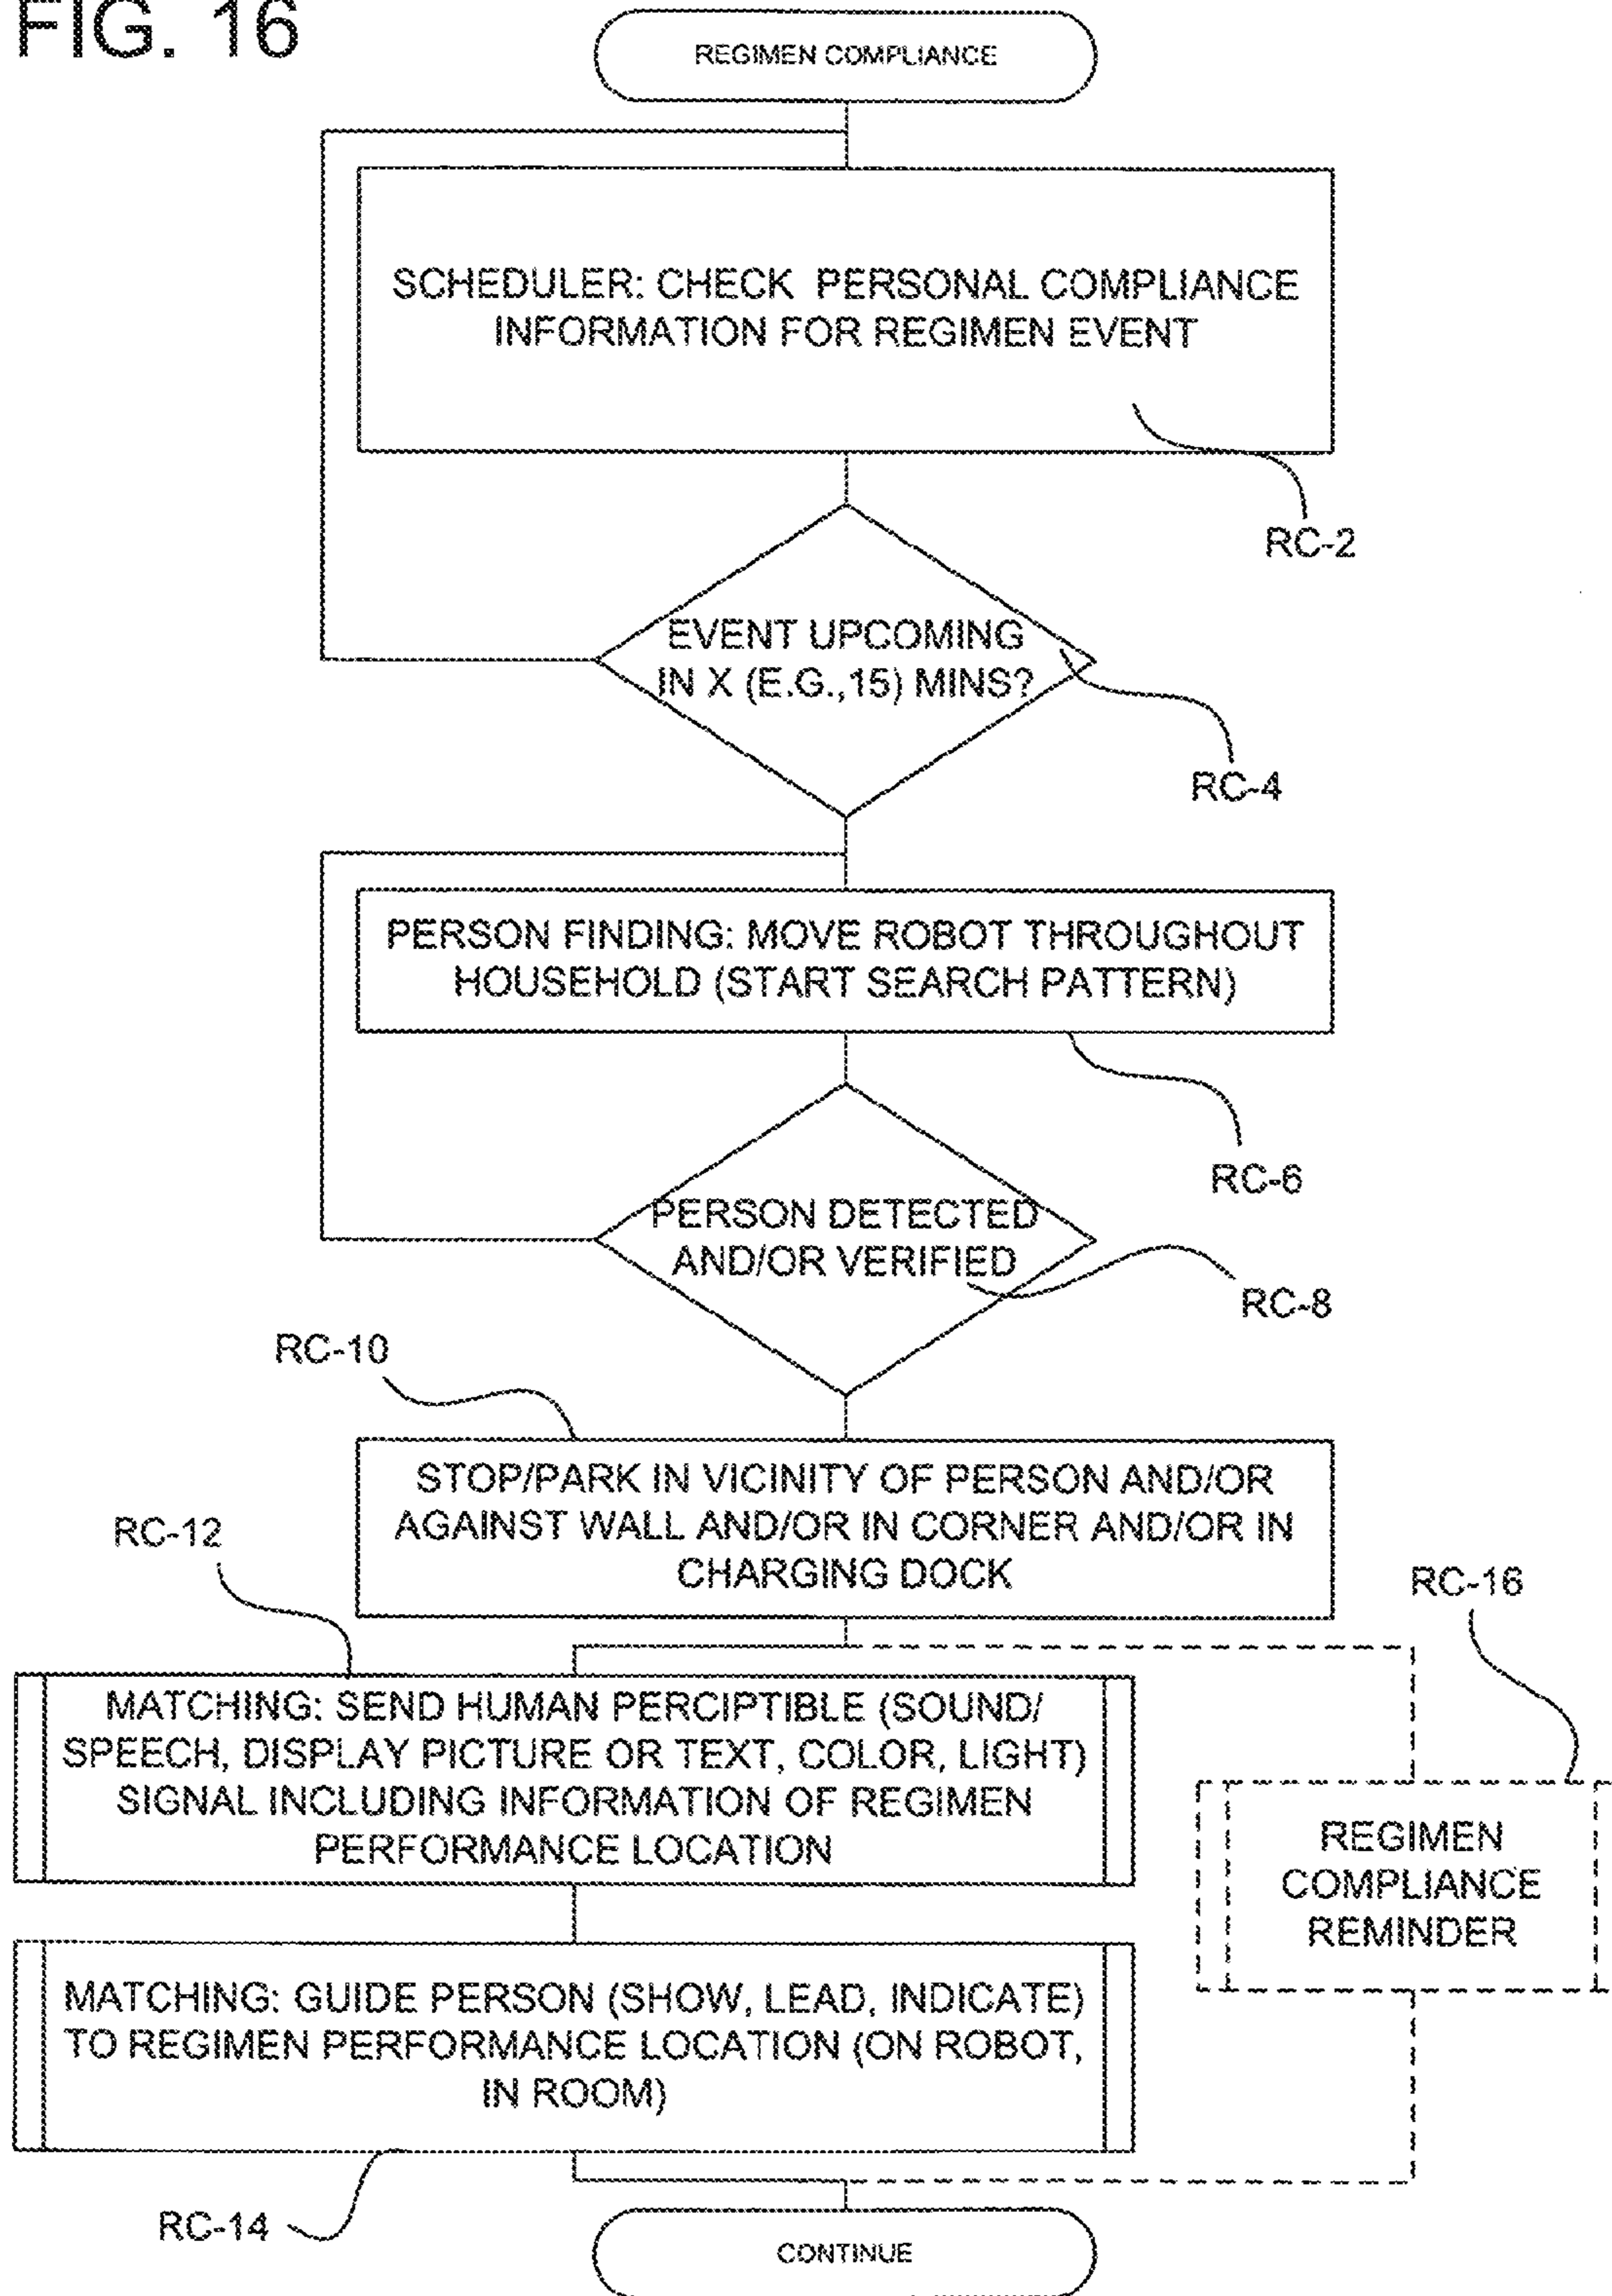 FIG. 16
REGIMEN COMPLIANCE
SCHEDULER: CHECK PERSONAL COMPLIANCE
INFORMATION FOR REGIMEN EVENT
RC-2
EVENT UPCOMING
IN X (E.G.,15) MINS?
RC-4
PERSON FINDING: MOVE ROBOT THROUGHOUT
HOUSEHOLD (START SEARCH PATTERN)
RC-6
PERSON DETECTED
AND/OR VERIFIED
RC-8
RC-10
STOP/PARK IN VICINITY OF PERSON AND/OR
AGAINST WALL AND/OR IN CORNER AND/OR IN
CHARGING DOCK
RC-12
MATCHING: SEND HUMAN PERCIPTIBLE (SOUND/
SPEECH, DISPLAY PICTURE OR TEXT, COLOR, LIGHT)
SIGNAL INCLUDING INFORMATION OF REGIMEN
PERFORMANCE LOCATION
RC-16
REGIMEN
COMPLIANCE
REMINDER
MATCHING: GUIDE PERSON (SHOW, LEAD, INDICATE)
TO REGIMEN PERFORMANCE LOCATION (ON ROBOT,
IN ROOM)
RC-14
CONTINUE